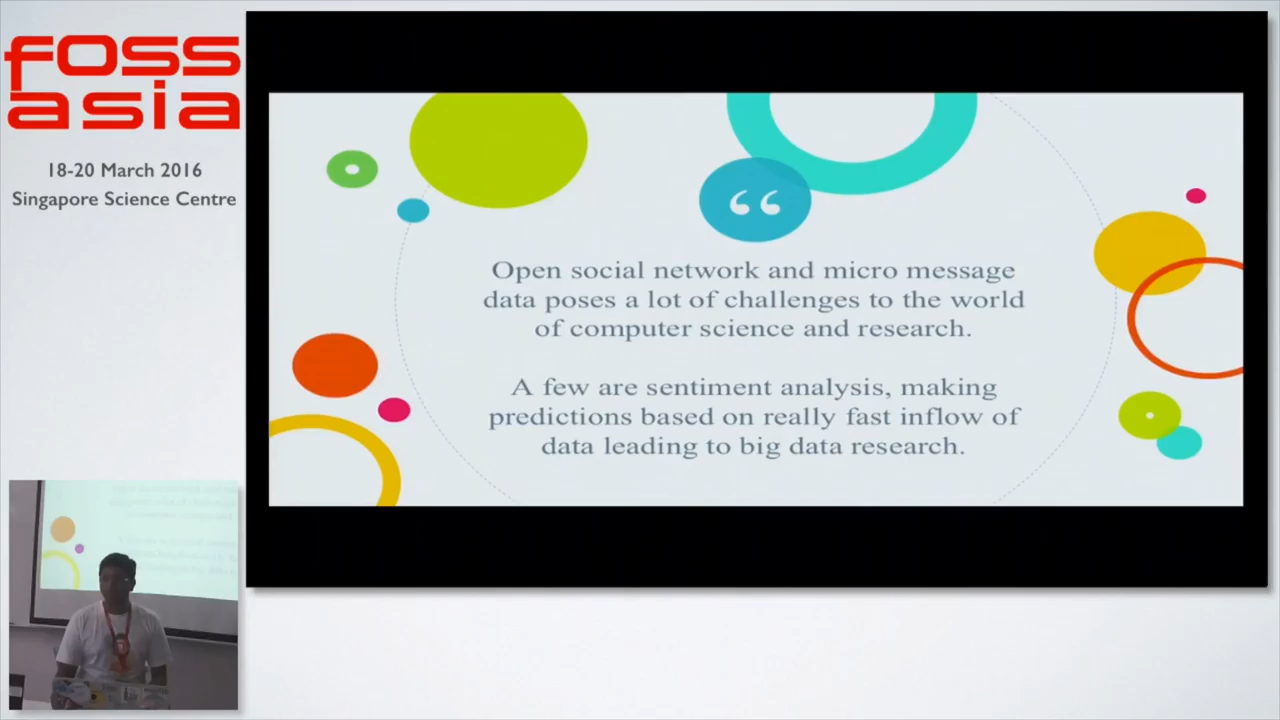 foss
asia
18-20 March 2016
Singapore Science Centre
“
Open social network and micro message
data poses a lot of challenges to the world
of computer science and research.
A few are sentiment analysis, making
predictions based on really fast inflow of
data leading to big data research.